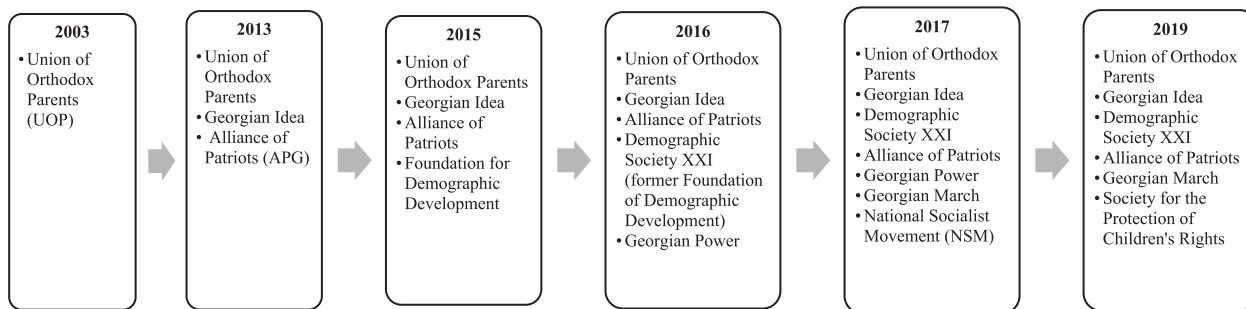 2003
• Union of
Orthodox
Parents
(UOP)
2013
• Union of
Orthodox
Parents
• Georgian Idea
• Alliance of
Patriots (APG)
2015
• Union of
Orthodox Parents
• Georgian Idea
• Alliance of
Patriots
• Foundation for
Demographic
Development
2016
• Union of Orthodox
Parents
• Georgian Idea
• Alliance of Patriots
• Demographic
Society XXI
(former Foundation
of Demographic
Development)
• Georgian Power
2017
• Union of Orthodox
Parents
• Georgian Idea
• Demographic
Society XXI
• Alliance of Patriots
• Georgian Power
• Georgian March
• National Socialist
Movement (NSM)
2019
• Union of Orthodox
Parents
• Georgian Idea
• Demographic
Society XXI
• Alliance of Patriots
• Georgian March
• Society for the
Protection of
Children's Rights